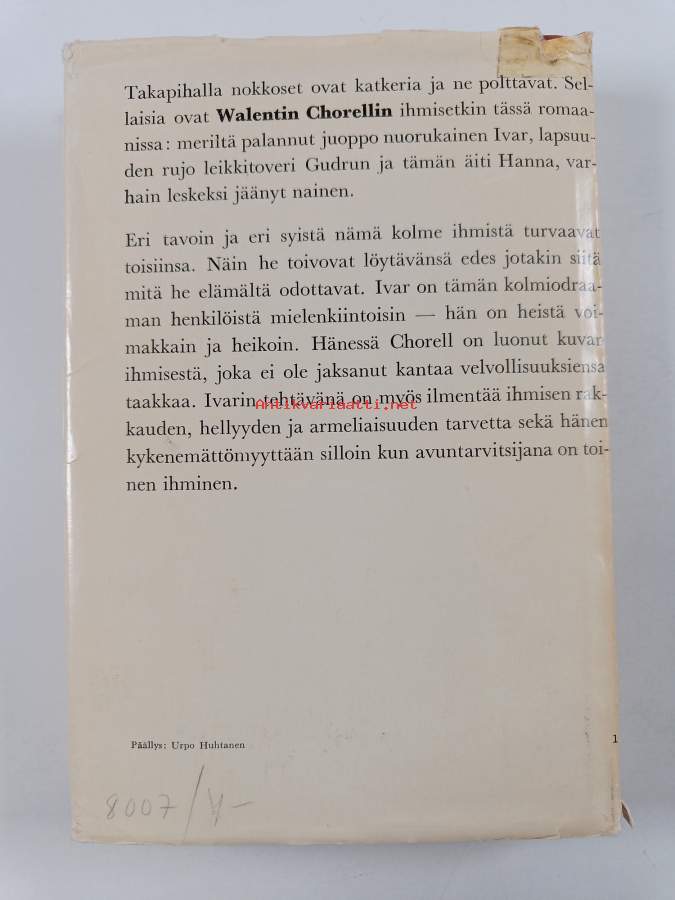 Takapihalla nokkoset ovat katkeria ja ne polttavat. Sel-
laisia ovat Walentin Chorellin ihmisetkin tässä romaa-
nissa: meriltä palannut juoppo nuorukainen Ivar, lapsuu-
den rujo leikkitoveri Gudrun ja tämän äiti Hanna, var-
hain leskeksi jäänyt nainen.
Eri tavoin ja eri syistä nämä kolme ihmistä turvaavat
toisiinsa. Näin he toivovat löytävänsä edes jotakin siitä
mitä he elämältä odottavat. Ivar on tämän kolmiodraa-
man henkilöistä mielenkiintoisin — hän on heistä voi-
makkain ja heikoin. Hänessä Chorell on luonut kuvan
ihmisestä, joka ei ole jaksanut kantaa velvollisuuksiensa
taakkaa. Ivarin tehtävänä on myös ilmentää ihmisen rak-
kauden, hellyyden ja armeliaisuuden tarvetta sekä hänen
kykenemättömyyttään silloin kun avuntarvitsijana on toi-
nen ihminen.
Antikvariaatti.net
Päällys: Urpo Huhtanen
1
8007/